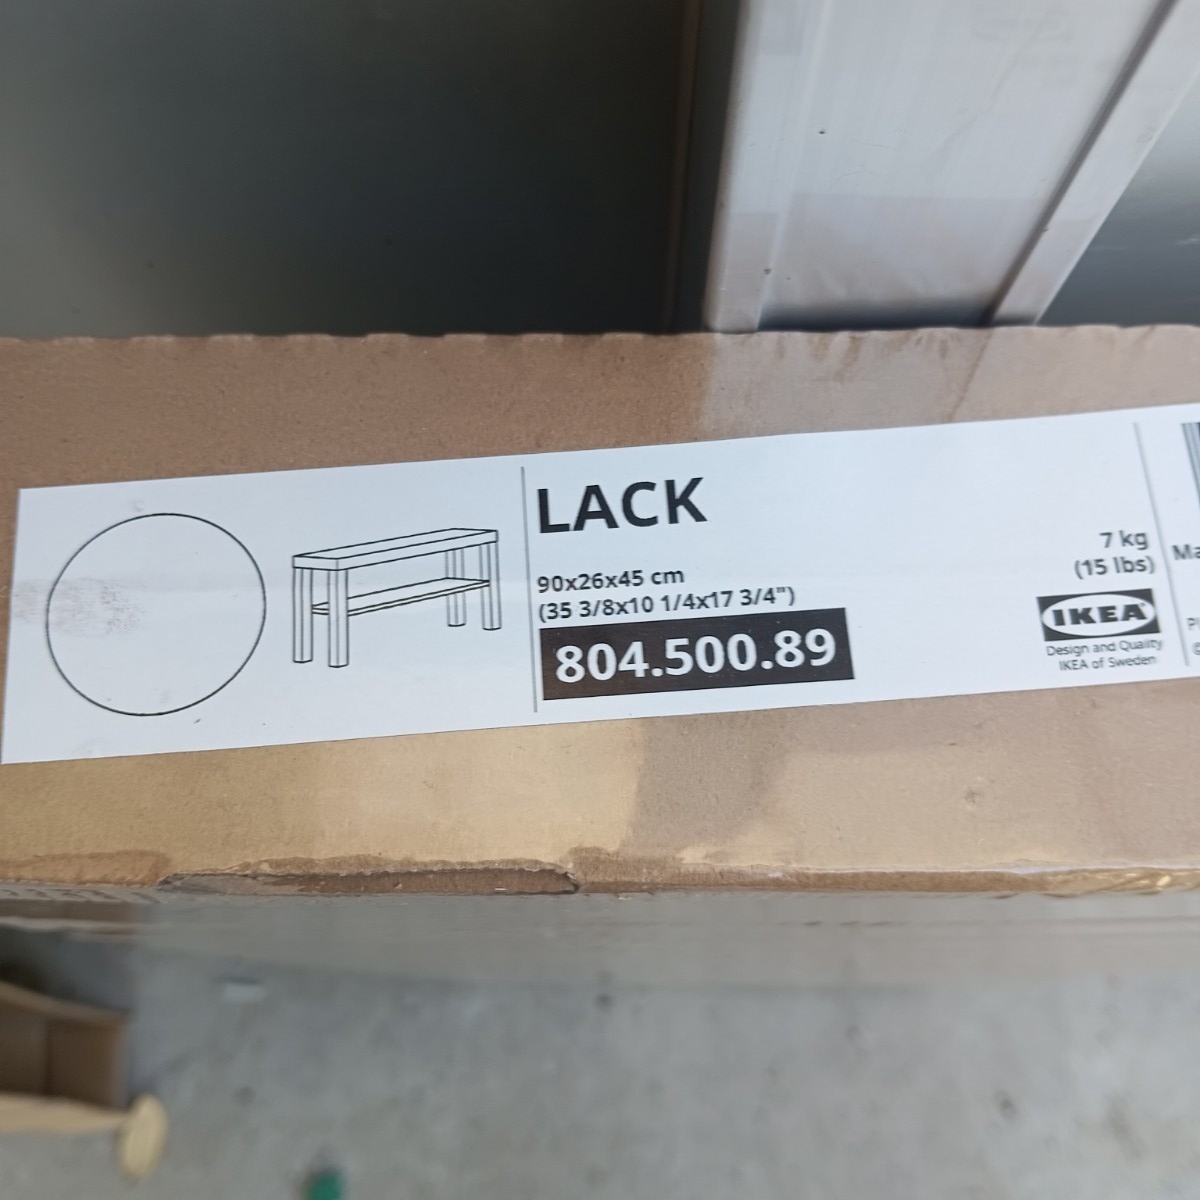 LACK
90x26x45 cm
(35 3/8x10 1/4x17 3/4")
804.500.89
7 kg
(15 lbs)
IKEA
Design and Quality
IKEA of Sweden